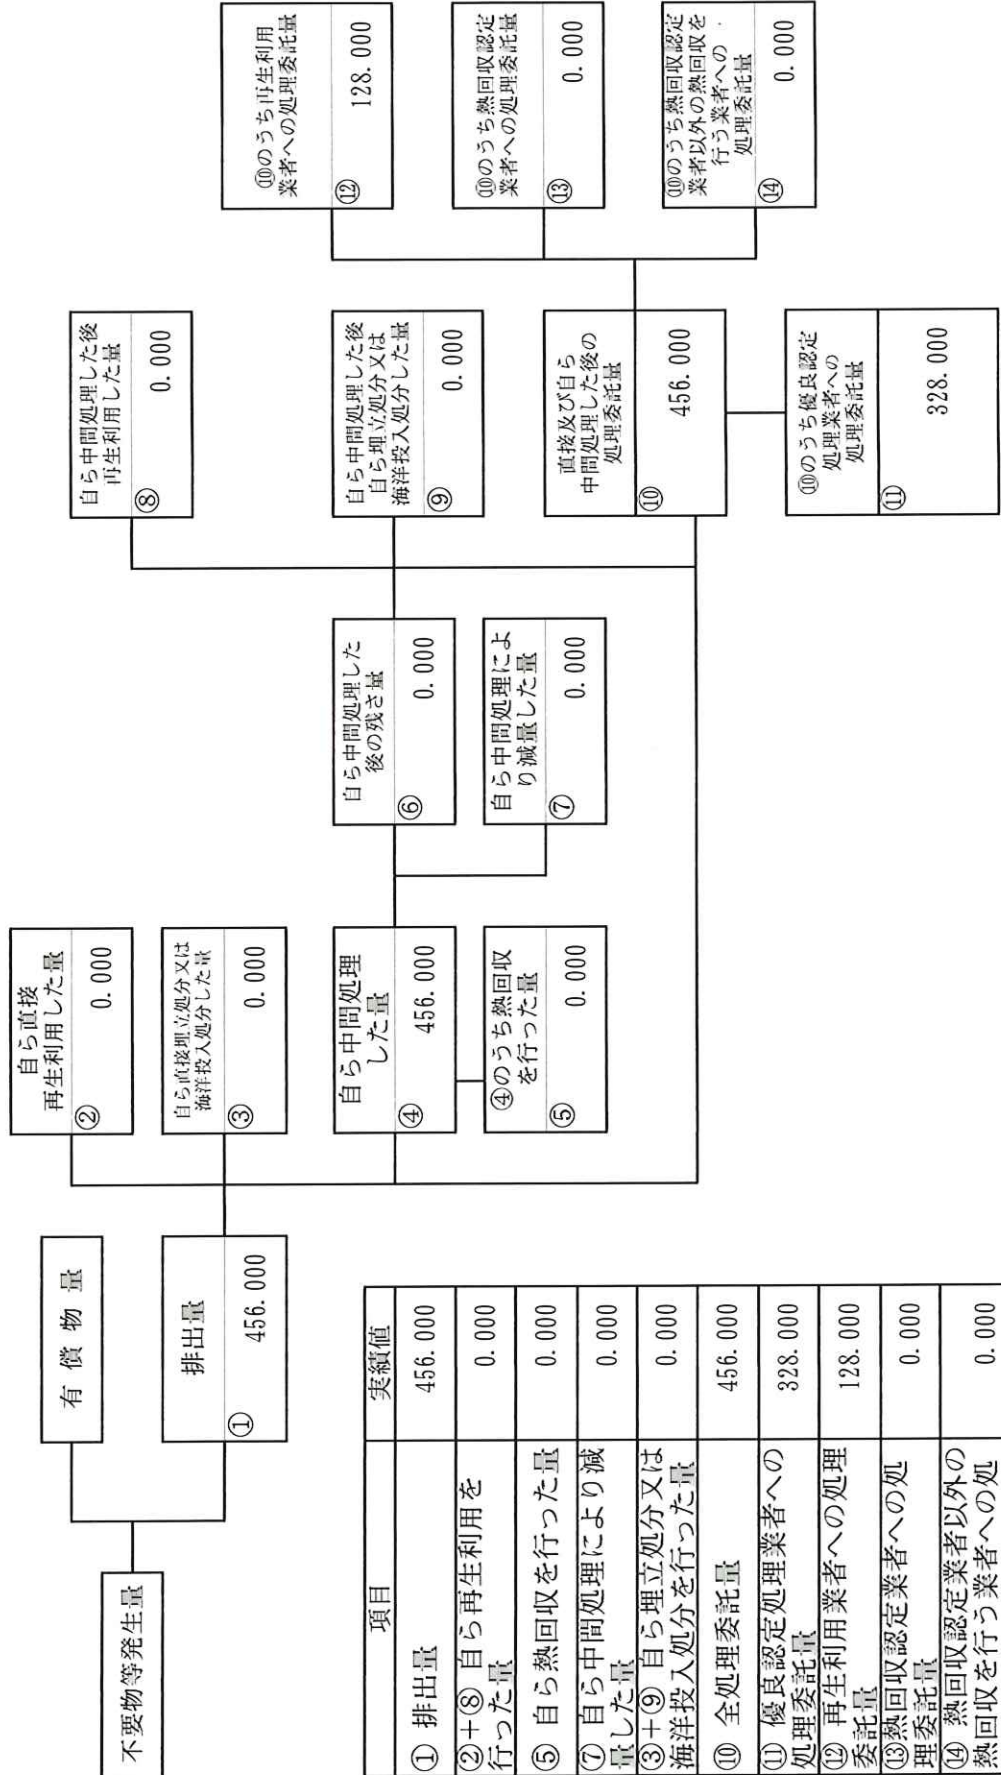 不要物等発生量
有 償 物 量
排出量
① 456.000
自ら直接
再生利用した量
② 0.000
自ら直接埋立処分又は
海洋投入処分した量
③ 0.000
自ら中間処理
した量
④ 456.000
④のうち熱回収
を行った量
⑤ 0.000
自ら中間処理した
後の残さ量
⑥ 0.000
自ら中間処理によ
り減量した量
⑦ 0.000
自ら中間処理した後
再生利用した量
⑧ 0.000
自ら中間処理した後
自ら埋立処分又は
海洋投入処分した量
⑨ 0.000
直接及び自ら
中間処理した後の
処理委託量
⑩ 456.000
⑩のうち優良認定
処理業者への
処理委託量
⑪ 328.000
⑩のうち再生利用
業者への処理委託量
⑫ 128.000
⑩のうち熱回収認定
業者への処理委託量
⑬ 0.000
⑩のうち熱回収認定
業者以外の熱回収を
行う業者への
処理委託量
⑭ 0.000
項目 実績値
① 排出量 456.000
②+⑧ 自ら再生利用を
行った量 0.000
⑤ 自ら熱回収を行った量 0.000
⑦ 自ら中間処理により減
量した量 0.000
③+⑨ 自ら埋立処分又は
海洋投入処分を行った量 0.000
⑩ 全処理委託量 456.000
⑪ 優良認定処理業者への
処理委託量 328.000
⑫ 再生利用業者への処理
委託量 128.000
⑬熱回収認定業者への処
理委託量 0.000
⑭ 熱回収認定業者以外の
熱回収を行う業者への処 0.000